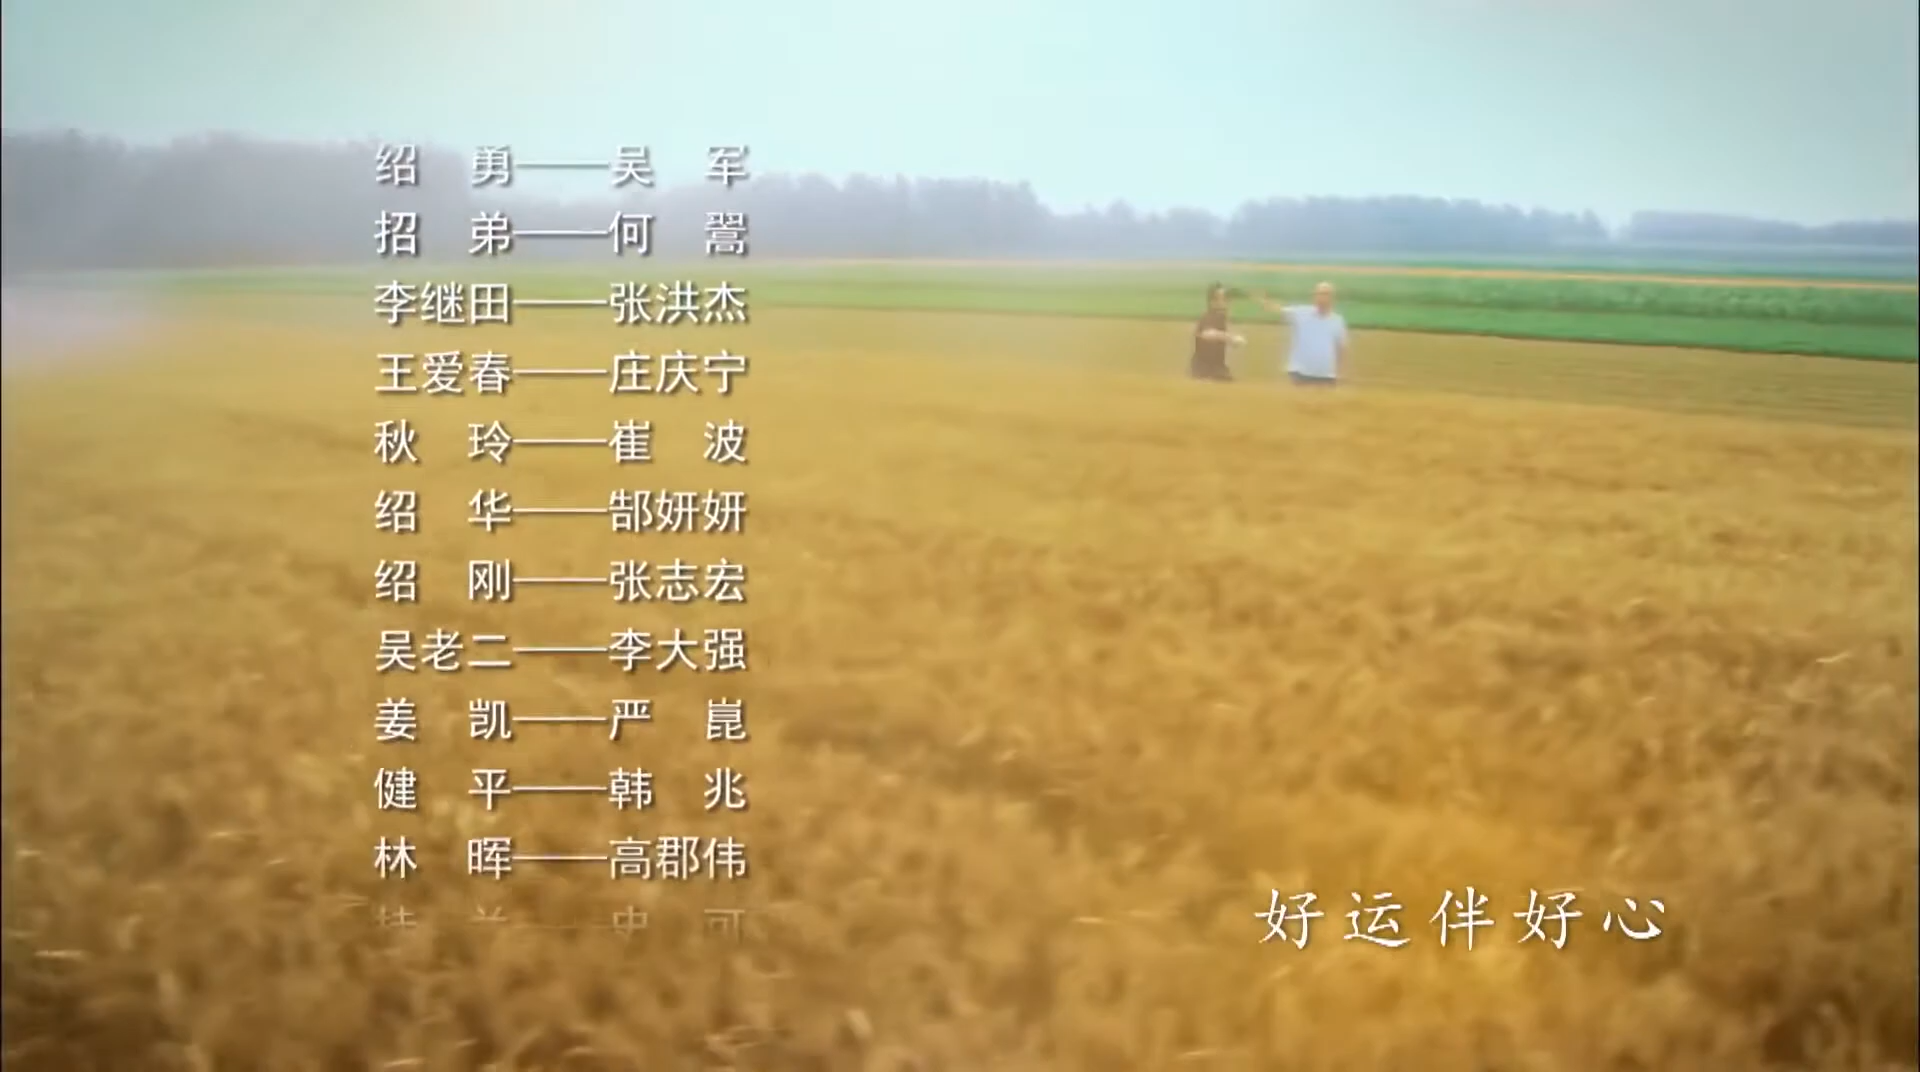 绍　勇——吴　军
招　弟——何　翯
李继田——张洪杰
王爱春——庄庆宁
秋　玲——崔　波
绍　华——郜妍妍
绍　刚——张志宏
吴老二——李大强
姜　凯——严　崑
健　平——韩　兆
林　晖——高郡伟
好运伴好心